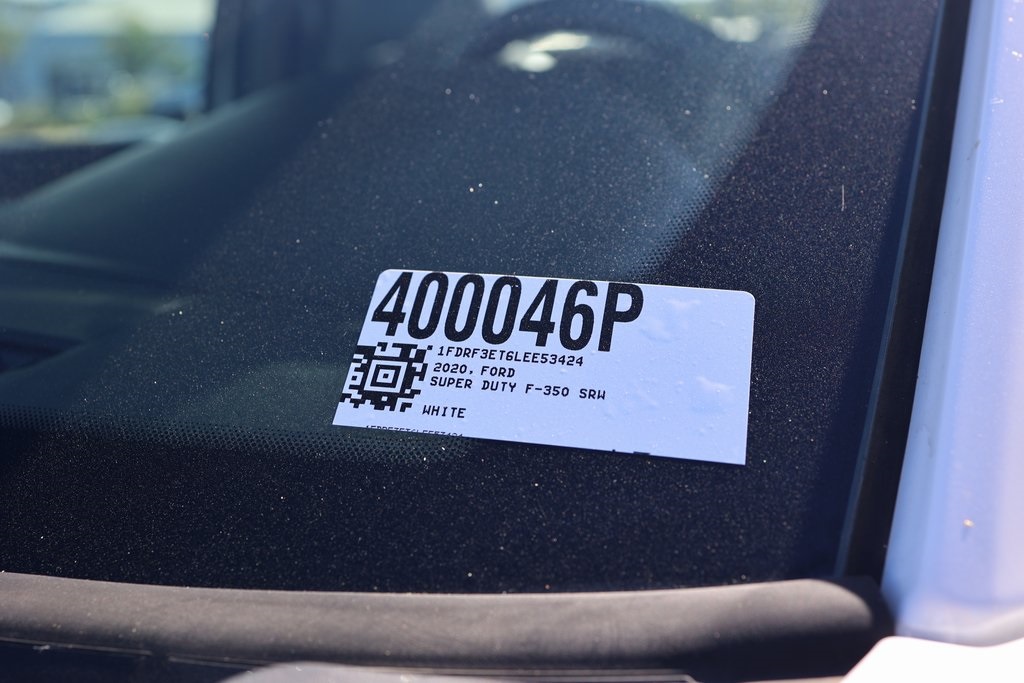 400046P
1FDRF3ET6LEE53424
2020, FORD
SUPER DUTY F-350 SRW
WHITE